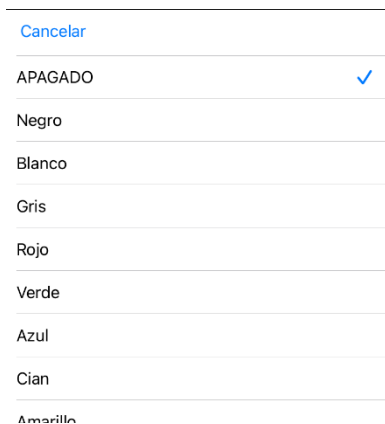 Cancelar
APAGADO
Negro
Blanco
Gris
Rojo
Verde
Azul
Cian
Amarillo